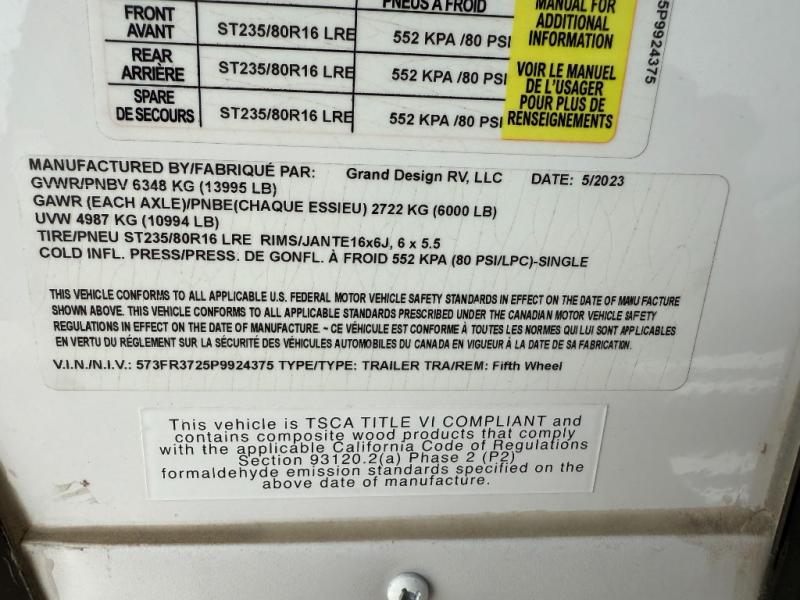 PNEUS À FROID
FRONT
AVANT
ST235/80R16 LRE
552 KPA /80 PSI
REAR
ARRIÈRE
ST235/80R16 LRE
552 KPA /80 PSI
SPARE
DE SECOURS
ST235/80R16 LRE
552 KPA /80 PSI
MANUAL FOR
ADDITIONAL
INFORMATION
VOIR LE MANUEL
DE L'USAGER
POUR PLUS DE
RENSEIGNEMENTS
5P9924375
MANUFACTURED BY/FABRIQUÉ PAR: Grand Design RV, LLC DATE: 5/2023
GVWR/PNBV 6348 KG (13995 LB)
GAWR (EACH AXLE)/PNBE(CHAQUE ESSIEU) 2722 KG (6000 LB)
UVW 4987 KG (10994 LB)
TIRE/PNEU ST235/80R16 LRE RIMS/JANTE16x6J, 6 x 5.5
COLD INFL. PRESS/PRESS. DE GONFL. À FROID 552 KPA (80 PSI/LPC)-SINGLE
THIS VEHICLE CONFORMS TO ALL APPLICABLE U.S. FEDERAL MOTOR VEHICLE SAFETY STANDARDS IN EFFECT ON THE DATE OF MANUFACTURE
SHOWN ABOVE. THIS VEHICLE CONFORMS TO ALL APPLICABLE STANDARDS PRESCRIBED UNDER THE CANADIAN MOTOR VEHICLE SAFETY
REGULATIONS IN EFFECT ON THE DATE OF MANUFACTURE. ~ CE VÉHICULE EST CONFORME À TOUTES LES NORMES QUI LUI SONT APPLICABLES
EN VERTU DU RÉGLEMENT SUR LA SÉCURITÉ DES VÉHICULES AUTOMOBILES DU CANADA EN VIGUEUR À LA DATE DE SA FABRICATION.
V.I.N./N.I.V.: 573FR3725P9924375 TYPE/TYPE: TRAILER TRA/REM: Fifth Wheel
This vehicle is TSCA TITLE VI COMPLIANT and
contains composite wood products that comply
with the applicable California Code of Regulations
Section 93120.2(a) Phase 2 (P2)
formaldehyde emission standards specified on the
above date of manufacture.